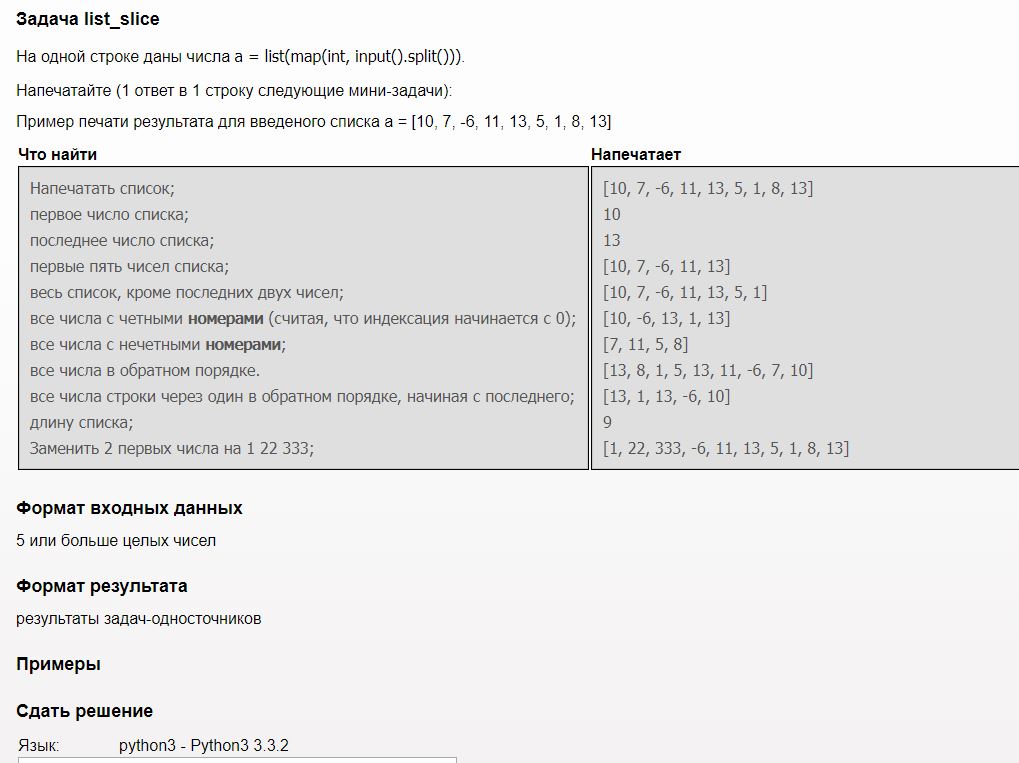 Задача list_slice
На одной строке даны числа a = list(map(int, input().split())).
Напечатайте (1 ответ в 1 строку следующие мини-задачи):
Пример печати результата для введеного списка a = [10, 7, -6, 11, 13, 5, 1, 8, 13]
Что найти Напечатает
Напечатать список; [10, 7, -6, 11, 13, 5, 1, 8, 13]
первое число списка; 10
последнее число списка; 13
первые пять чисел списка; [10, 7, -6, 11, 13]
весь список, кроме последних двух чисел; [10, 7, -6, 11, 13, 5, 1]
все числа с четными номерами (считая, что индексация начинается с 0); [10, -6, 13, 1, 13]
все числа с нечетными номерами; [7, 11, 5, 8]
все числа в обратном порядке. [13, 8, 1, 5, 13, 11, -6, 7, 10]
все числа строки через один в обратном порядке, начиная с последнего; [13, 1, 13, -6, 10]
длину списка; 9
Заменить 2 первых числа на 1 22 333; [1, 22, 333, -6, 11, 13, 5, 1, 8, 13]
Формат входных данных
5 или больше целых чисел
Формат результата
результаты задач-односточников
Примеры
Сдать решение
Язык: python3 - Python3 3.3.2